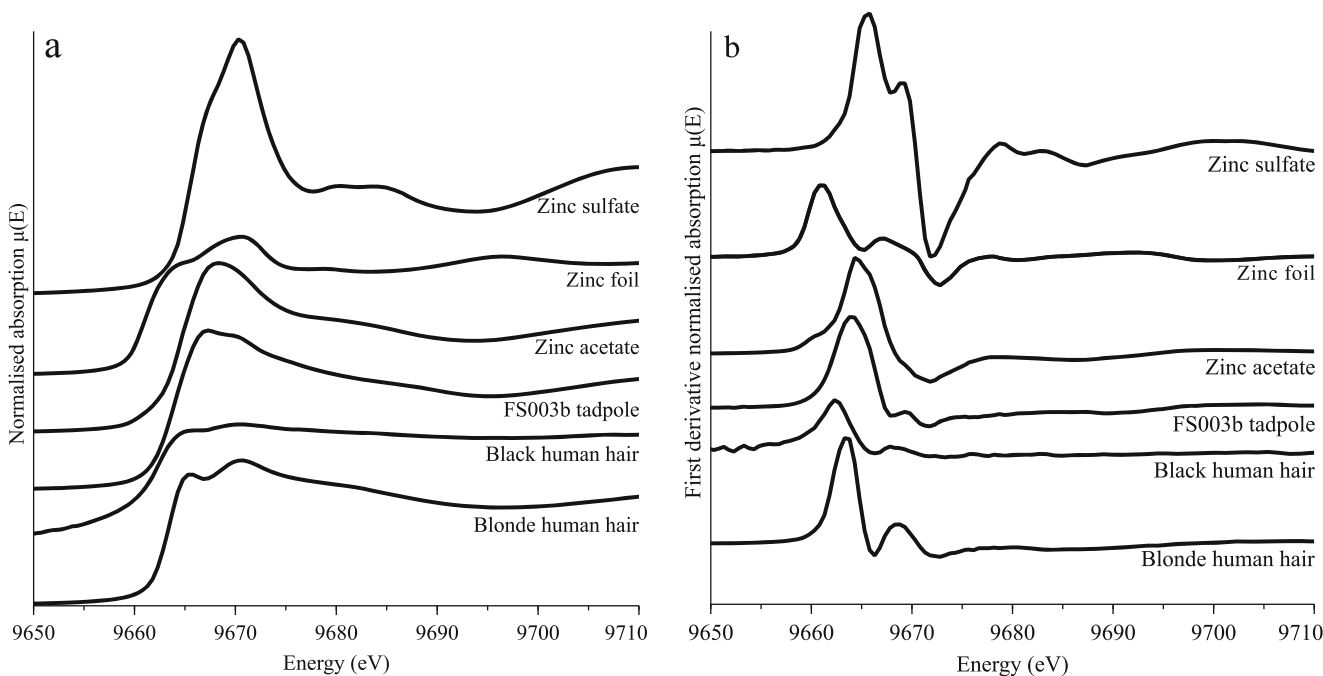 a
Normalised absorption μ(E)
Zinc sulfate
Zinc foil
Zinc acetate
FS003b tadpole
Black human hair
Blonde human hair
9650 9660 9670 9680 9690 9700 9710
Energy (eV)
b
First derivative normalised absorption μ(E)
Zinc sulfate
Zinc foil
Zinc acetate
FS003b tadpole
Black human hair
Blonde human hair
9650 9660 9670 9680 9690 9700 9710
Energy (eV)